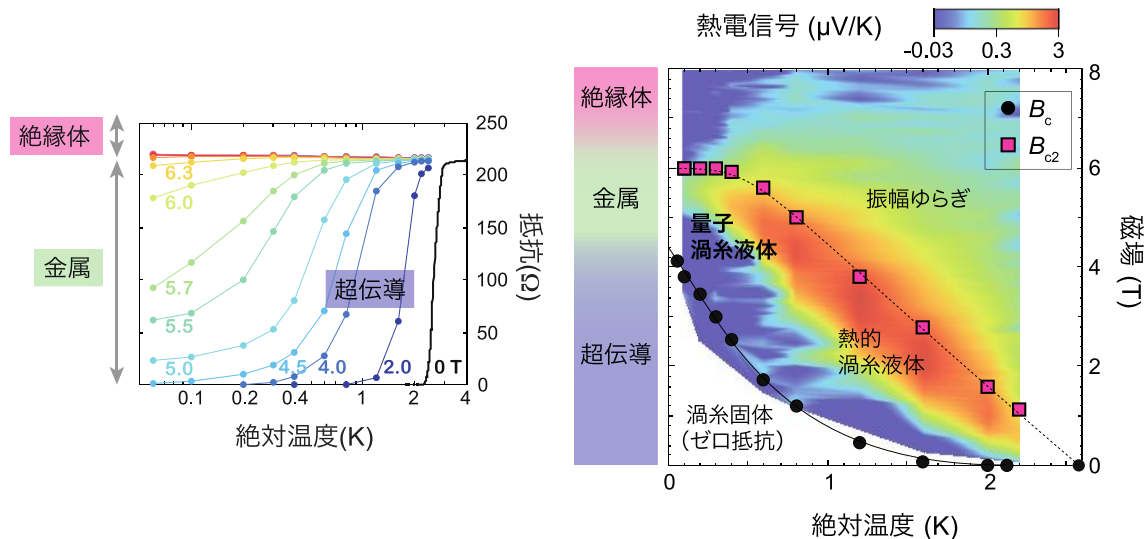 絶縁体
金属
超伝導
6.3
6.0
5.7
5.5
5.0
4.5
4.0
2.0
0 T
250
200
150
100
50
0
抵抗(Ω)
0.1
0.2
0.4
1
2
4
絶対温度(K)
熱電信号 (μV/K)
-0.03
0.3
3
絶縁体
金属
超伝導
Bc
Bc2
振幅ゆらぎ
量子
渦糸液体
熱的
渦糸液体
渦糸固体
(ゼロ抵抗)
8
6
4
2
0
磁場 (T)
0
1
2
絶対温度 (K)